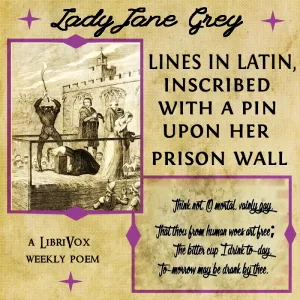 Lady Jane Grey
LINES IN LATIN,
INSCRIBED
WITH A PIN
UPON HER
PRISON WALL
Think not, O mortal, vainly gay,
That thou from human woes art free;
The bitter cup I drink to-day,
To-morrow may be drank by thee.
A LIBRIVOX
WEEKLY POEM